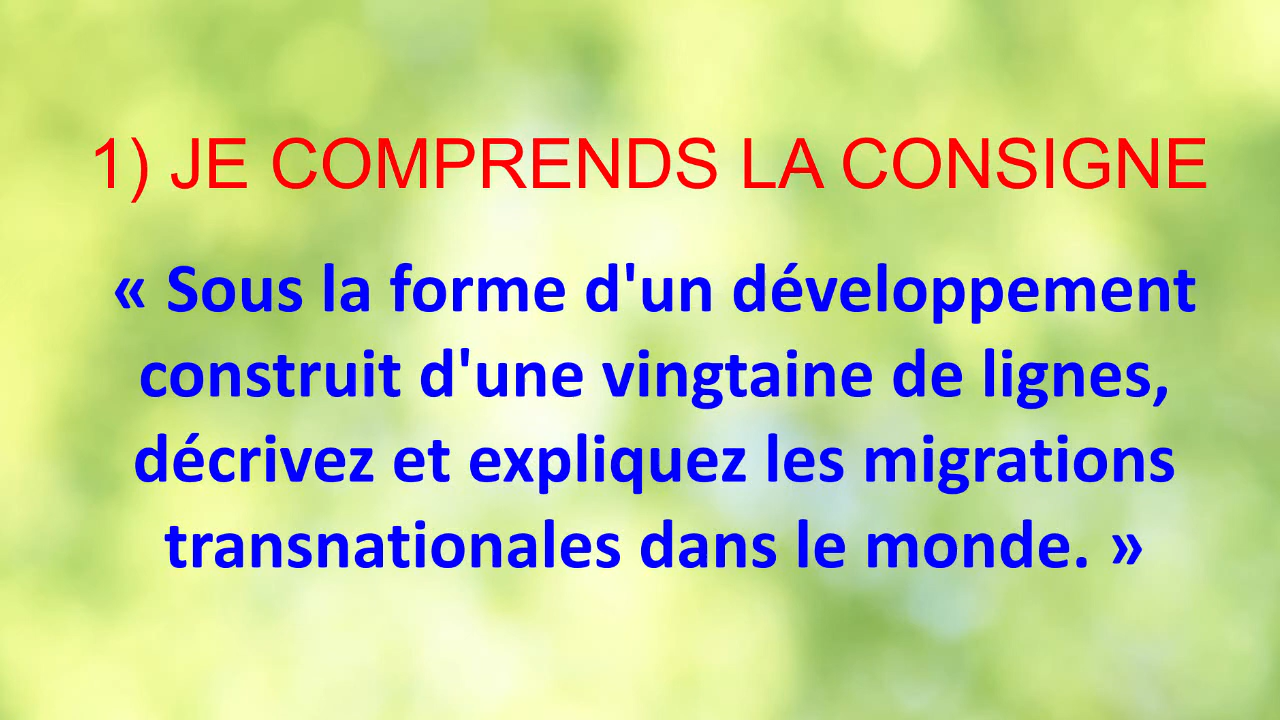 1) JE COMPRENDS LA CONSIGNE
« Sous la forme d'un développement
construit d'une vingtaine de lignes,
décrivez et expliquez les migrations
transnationales dans le monde. »